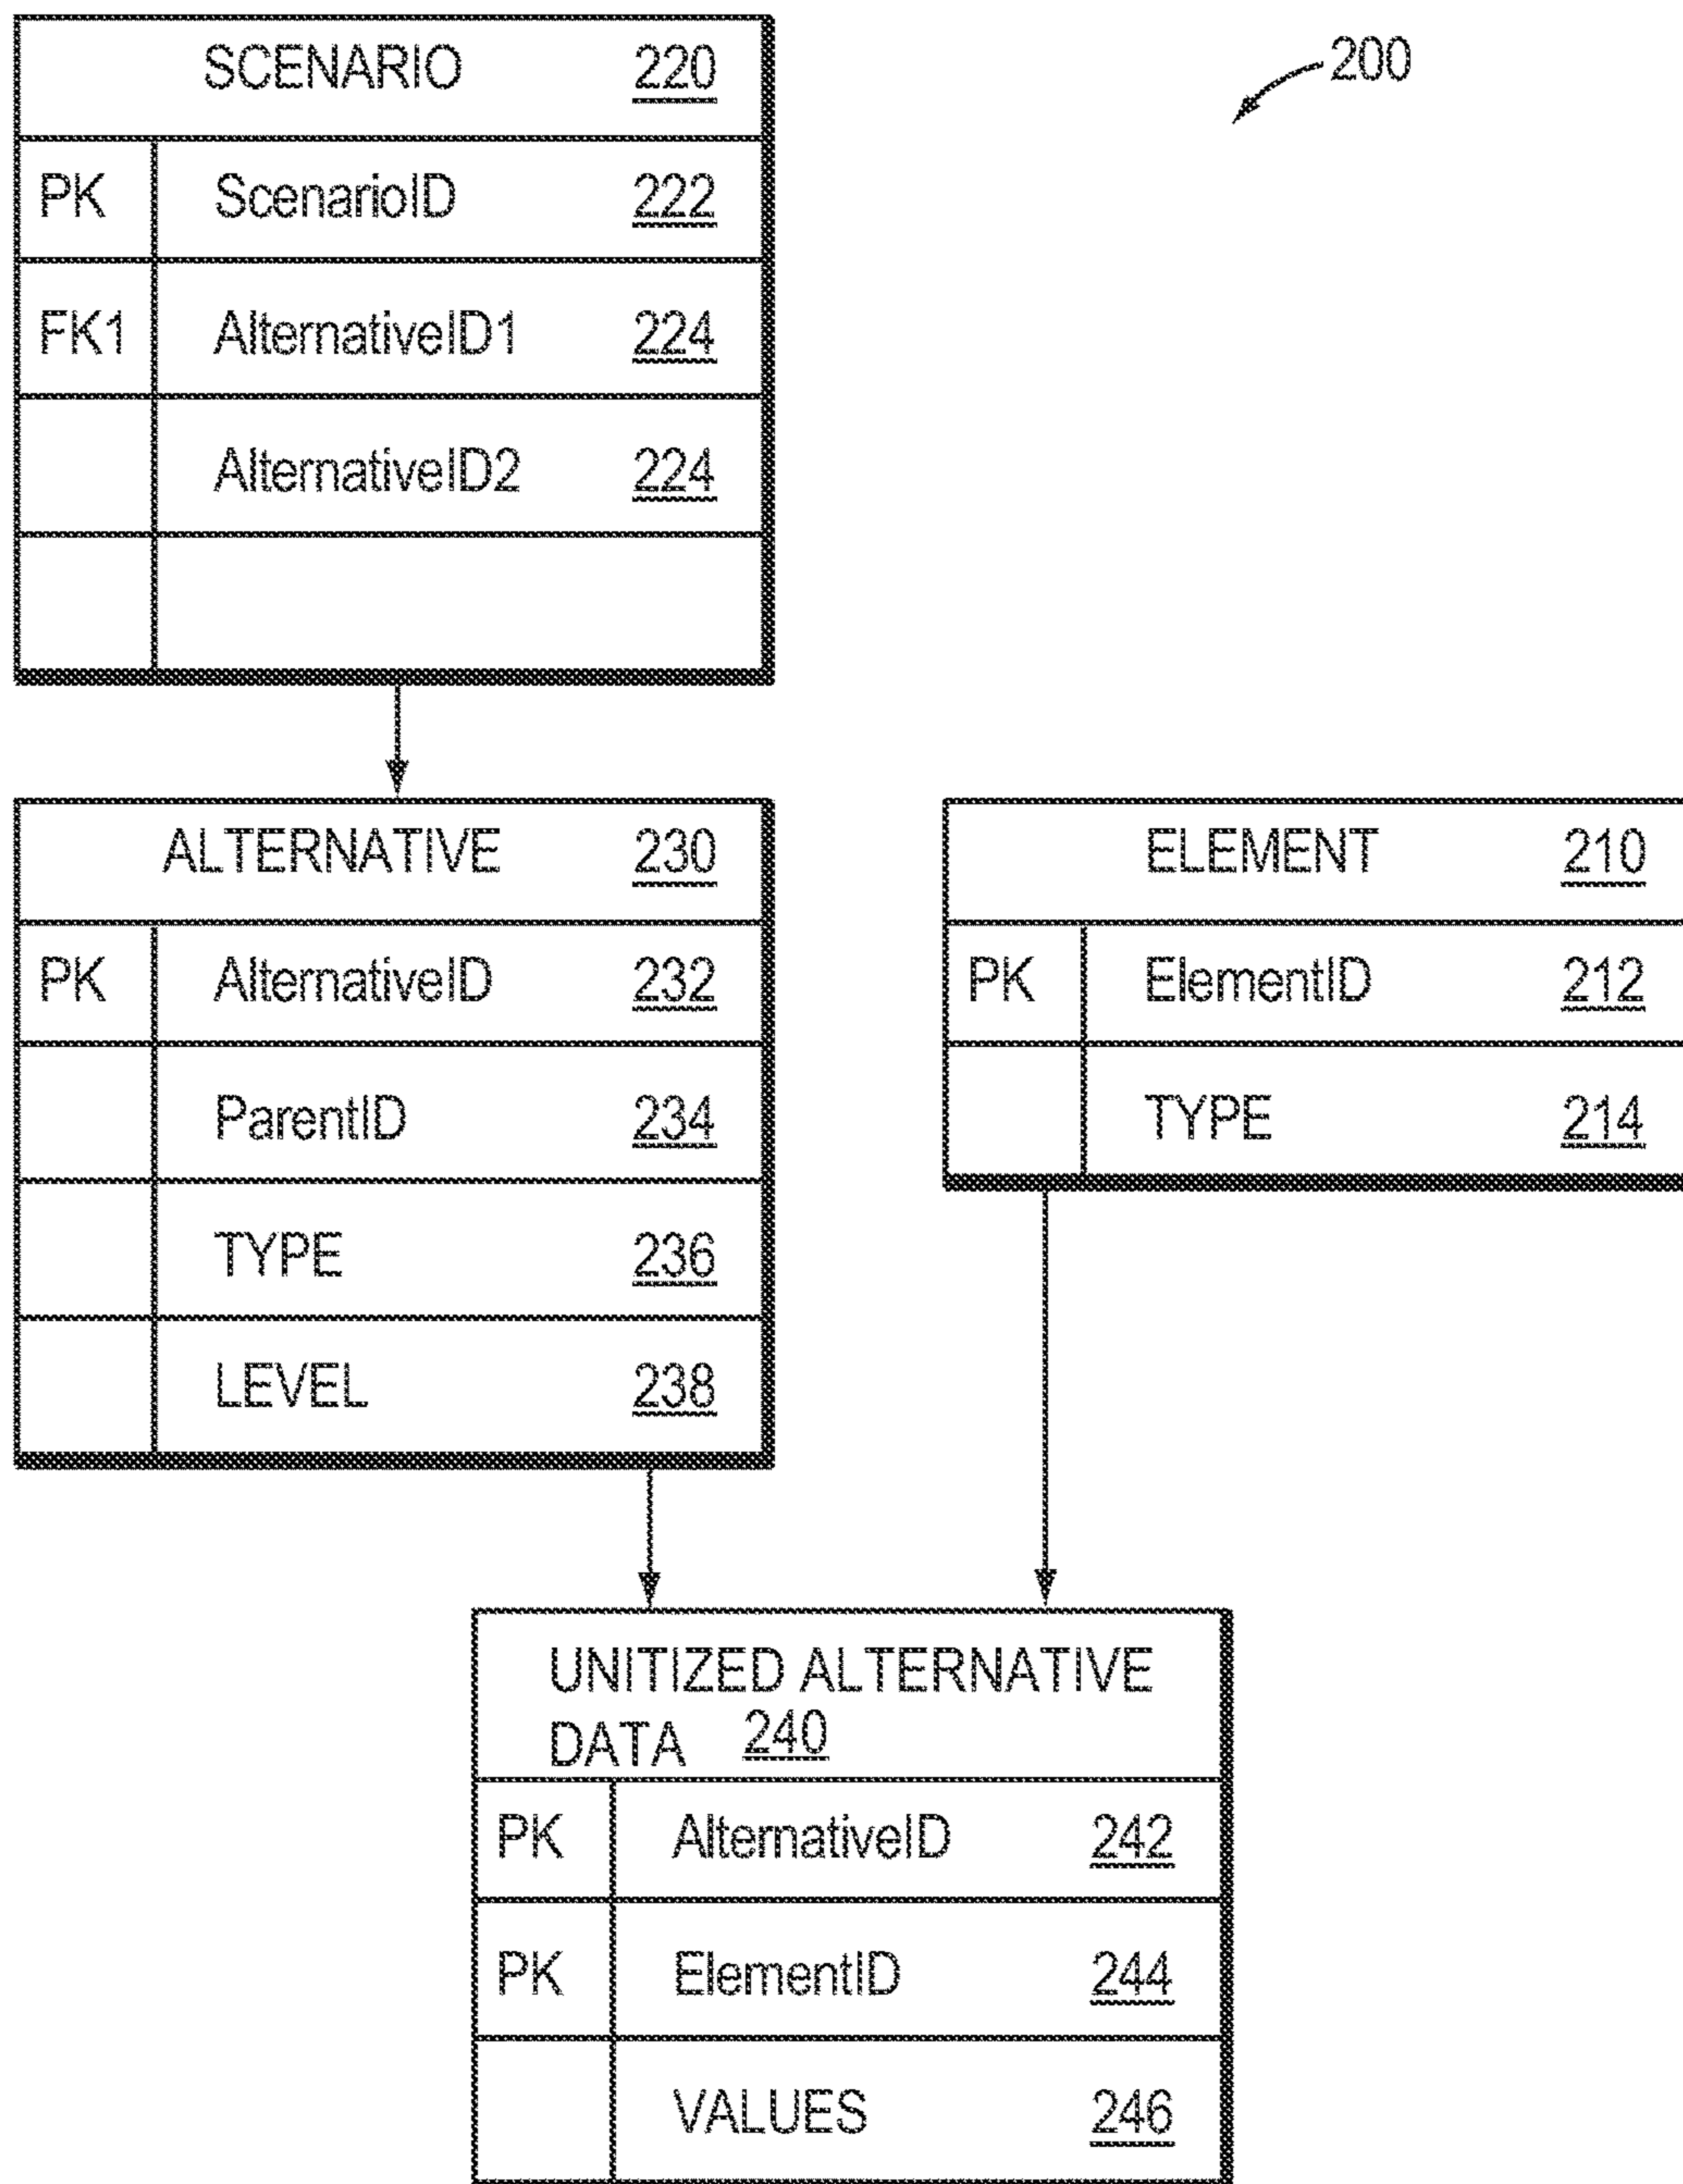 200
SCENARIO 220
PK ScenarioID 222
FK1 AlternativeID1 224
AlternativeID2 224
ALTERNATIVE 230
PK AlternativeID 232
ParentID 234
TYPE 236
LEVEL 238
ELEMENT 210
PK ElementID 212
TYPE 214
UNITIZED ALTERNATIVE
DATA 240
PK AlternativeID 242
PK ElementID 244
VALUES 246